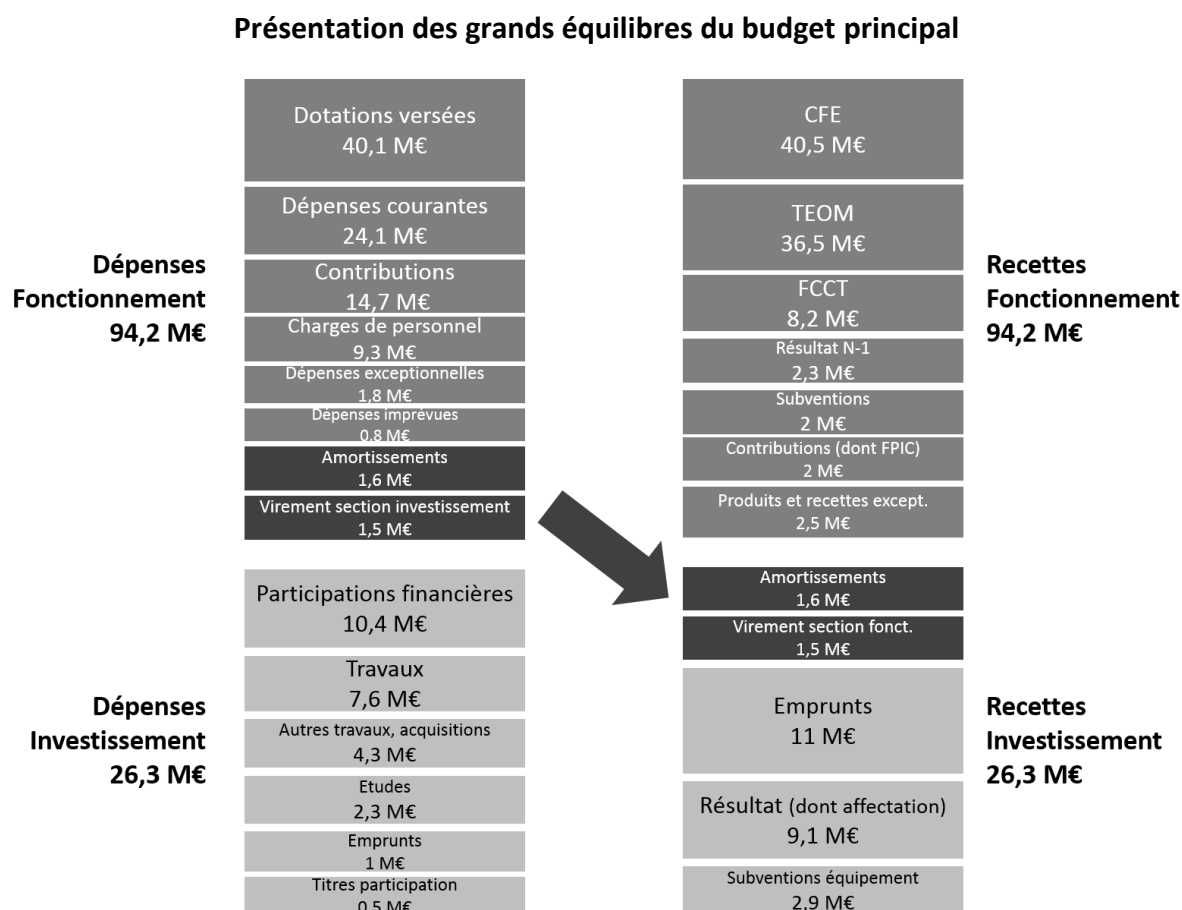 Présentation des grands équilibres du budget principal
Dépenses
Fonctionnement
94,2 M€
Dotations versées
40,1 M€
Dépenses courantes
24,1 M€
Contributions
14,7 M€
Charges de personnel
9,3 M€
Dépenses exceptionnelles
1,8 M€
Dépenses imprévues
0,8 M€
Amortissements
1,6 M€
Virement section investissement
1,5 M€
CFE
40,5 M€
TEOM
36,5 M€
FCCT
8,2 M€
Résultat N-1
2,3 M€
Subventions
2 M€
Contributions (dont FPIC)
2 M€
Produits et recettes except.
2,5 M€
Recettes
Fonctionnement
94,2 M€
Dépenses
Investissement
26,3 M€
Participations financières
10,4 M€
Travaux
7,6 M€
Autres travaux, acquisitions
4,3 M€
Etudes
2,3 M€
Emprunts
1 M€
Titres participation
0,5 M€
Amortissements
1,6 M€
Virement section fonct.
1,5 M€
Emprunts
11 M€
Résultat (dont affectation)
9,1 M€
Subventions équipement
2,9 M€
Recettes
Investissement
26,3 M€